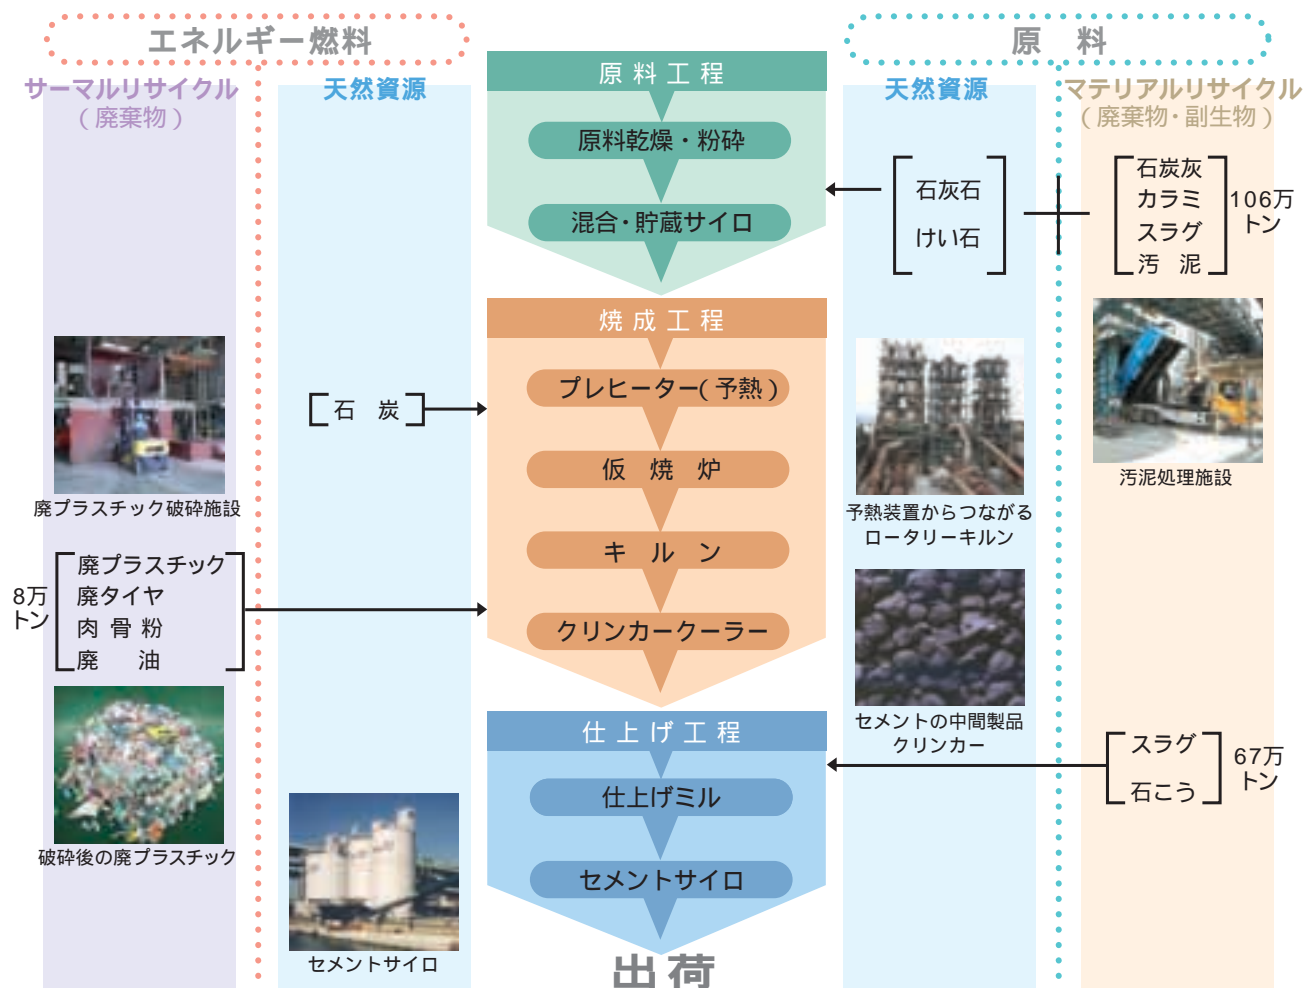 エネルギー燃料
原　料
サーマルリサイクル
(廃棄物)
天然資源
原料工程
原料乾燥・粉砕
混合・貯蔵サイロ
天然資源
石灰石
けい石
マテリアルリサイクル
(廃棄物・副生物)
石炭灰
カラミ
スラグ
汚　泥
106万
トン
焼成工程
プレヒーター(予熱)
仮　焼　炉
キ　ル　ン
クリンカークーラー
石　炭
廃プラスチック破砕施設
8万
トン
廃プラスチック
廃タイヤ
肉 骨 粉
廃　　油
破砕後の廃プラスチック
予熱装置からつながる
ロータリーキルン
汚泥処理施設
セメントの中間製品
クリンカー
仕上げ工程
仕上げミル
セメントサイロ
スラグ
石こう
67万
トン
セメントサイロ
出荷